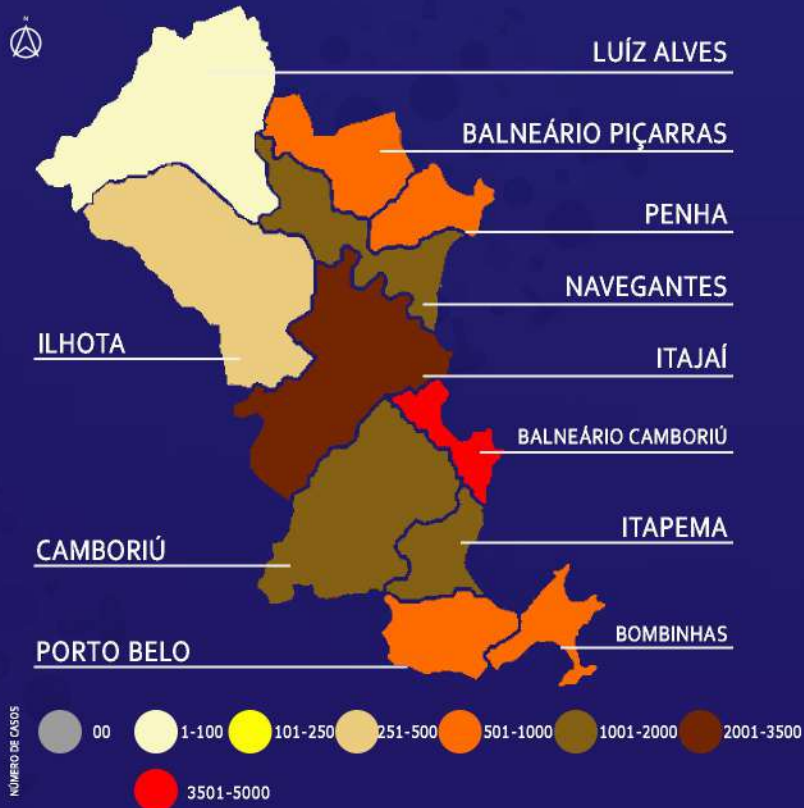 N
LUÍZ ALVES
BALNEÁRIO PIÇARRAS
PENHA
NAVEGANTES
ILHOTA
ITAJAÍ
BALNEÁRIO CAMBORIÚ
ITAPEMA
CAMBORIÚ
BOMBINHAS
PORTO BELO
NÚMERO DE CASOS
00 1-100 101-250 251-500 501-1000 1001-2000 2001-3500
3501-5000